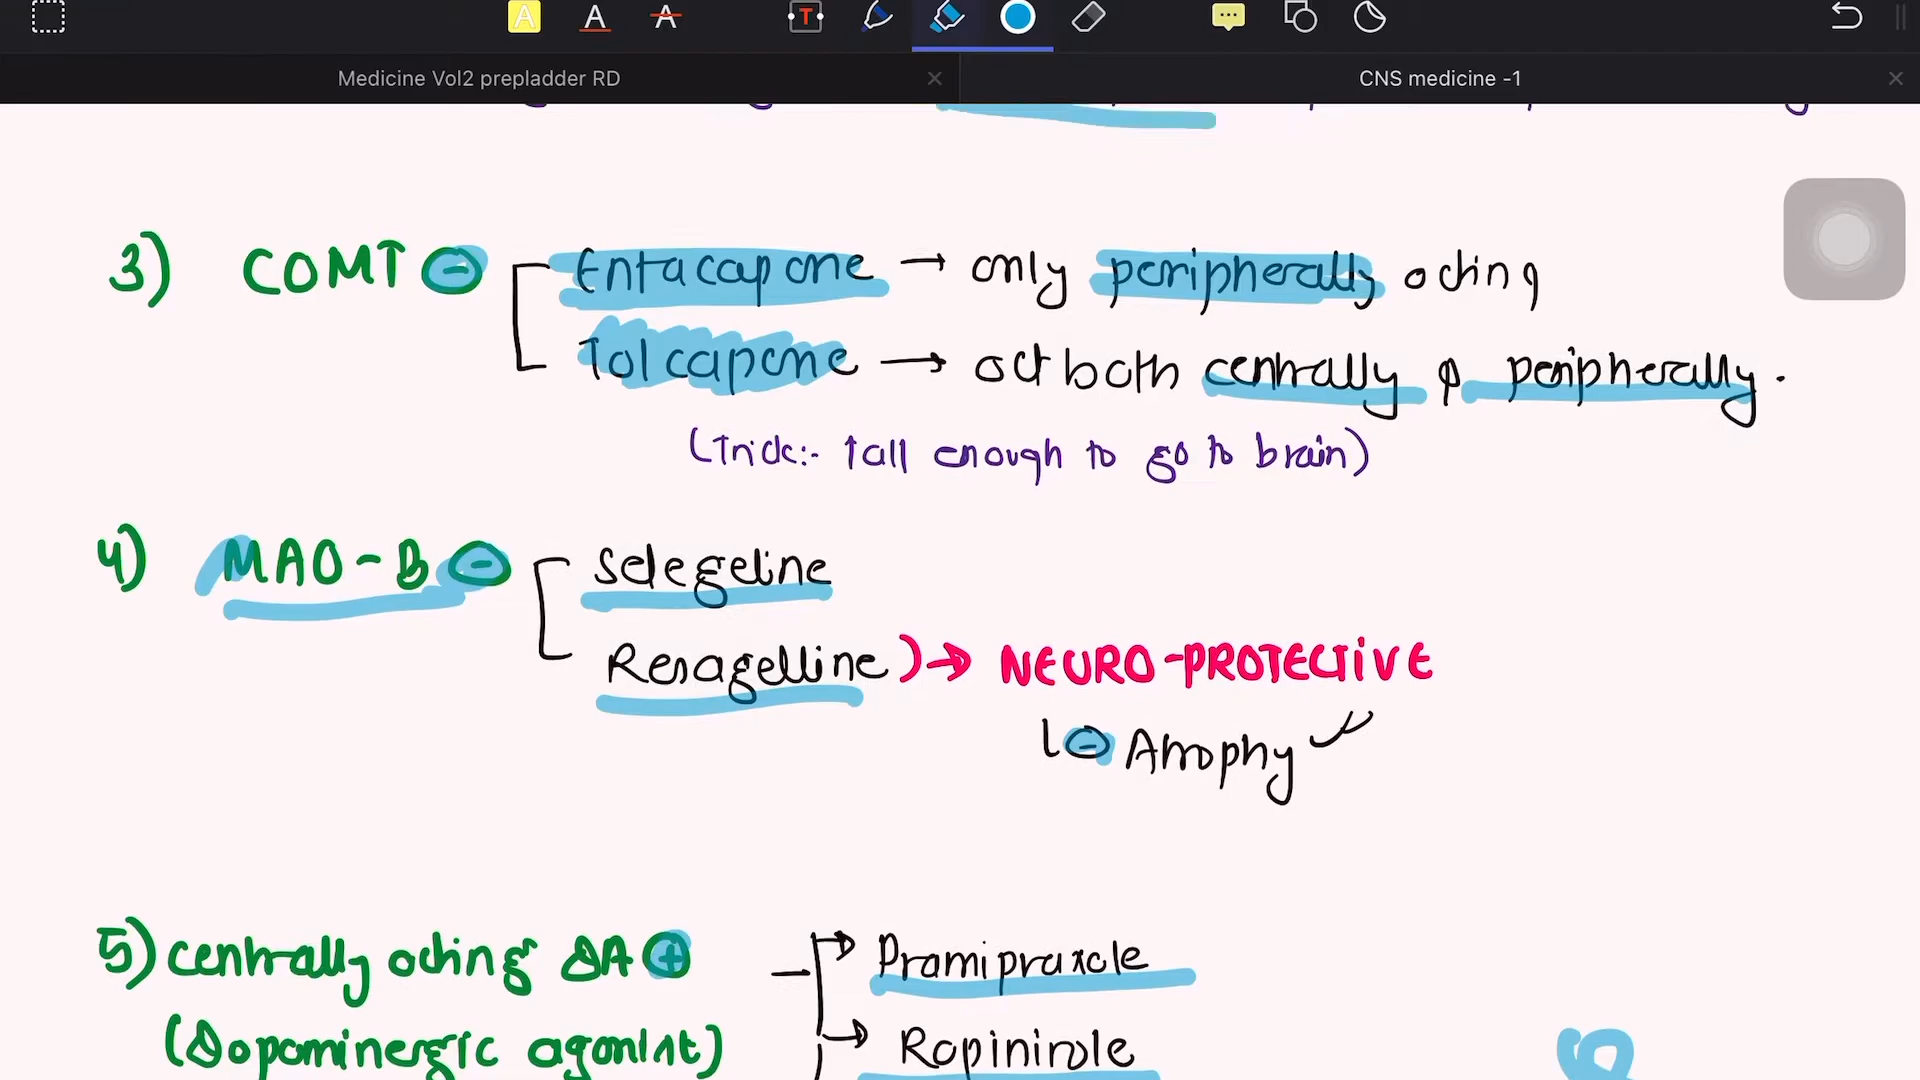 A A A T
Medicine Vol2 prepladder RD × CNS medicine -1 ×
3) COMT ⊖ Entacapone → only peripherally acting
Tolcapone → act both centrally & peripherally.
(Trick:- tall enough to go to brain)
4) MAO-B ⊖ Selegeline
Resagelline ) → NEURO-PROTECTIVE
⊖ Atrophy ✓
5) centrally acting DA ⊕ → Pramipraxole
(Dopaminergic agonist) → Ropinirole